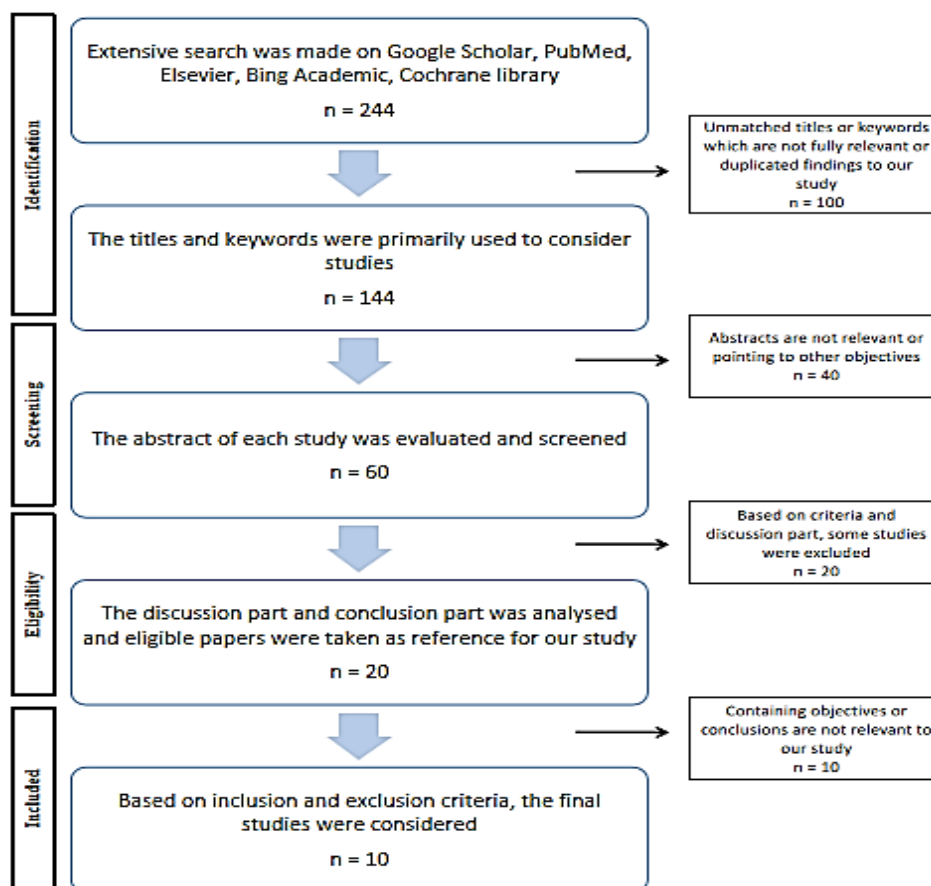 Identification
Extensive search was made on Google Scholar, PubMed,
Elsevier, Bing Academic, Cochrane library
n = 244
Unmatched titles or keywords
which are not fully relevant or
duplicated findings to our
study
n = 100
The titles and keywords were primarily used to consider
studies
n = 144
Screening
Abstracts are not relevant or
pointing to other objectives
n = 40
The abstract of each study was evaluated and screened
n = 60
Eligibility
Based on criteria and
discussion part, some studies
were excluded
n = 20
The discussion part and conclusion part was analysed
and eligible papers were taken as reference for our study
n = 20
Included
Containing objectives or
conclusions are not relevant to
our study
n = 10
Based on inclusion and exclusion criteria, the final
studies were considered
n = 10